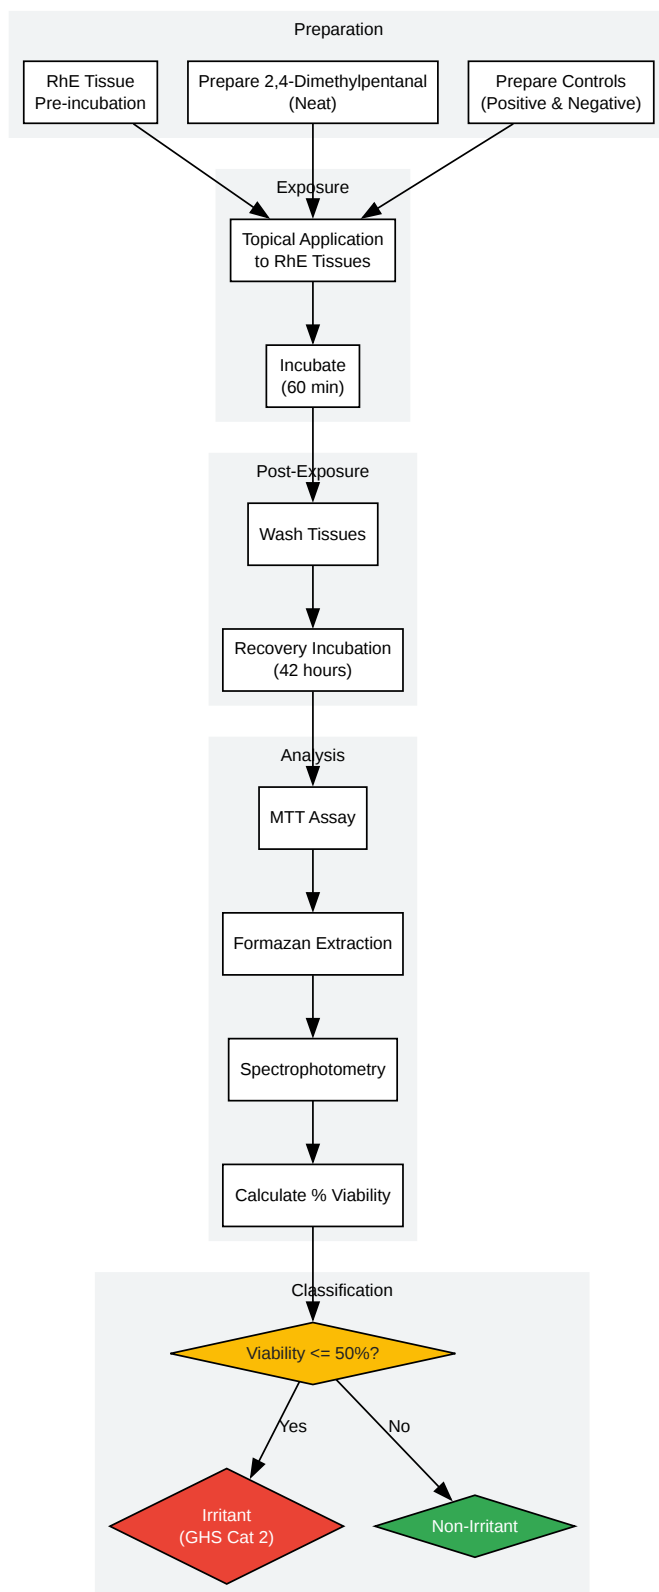 Preparation
RhE Tissue
Pre-incubation
Prepare 2,4-Dimethylpentanal
(Neat)
Prepare Controls
(Positive & Negative)
Exposure
Topical Application
to RhE Tissues
Incubate
(60 min)
Post-Exposure
Wash Tissues
Recovery Incubation
(42 hours)
Analysis
MTT Assay
Formazan Extraction
Spectrophotometry
Calculate % Viability
Classification
Viability <= 50%?
Yes
No
Irritant
(GHS Cat 2)
Non-Irritant